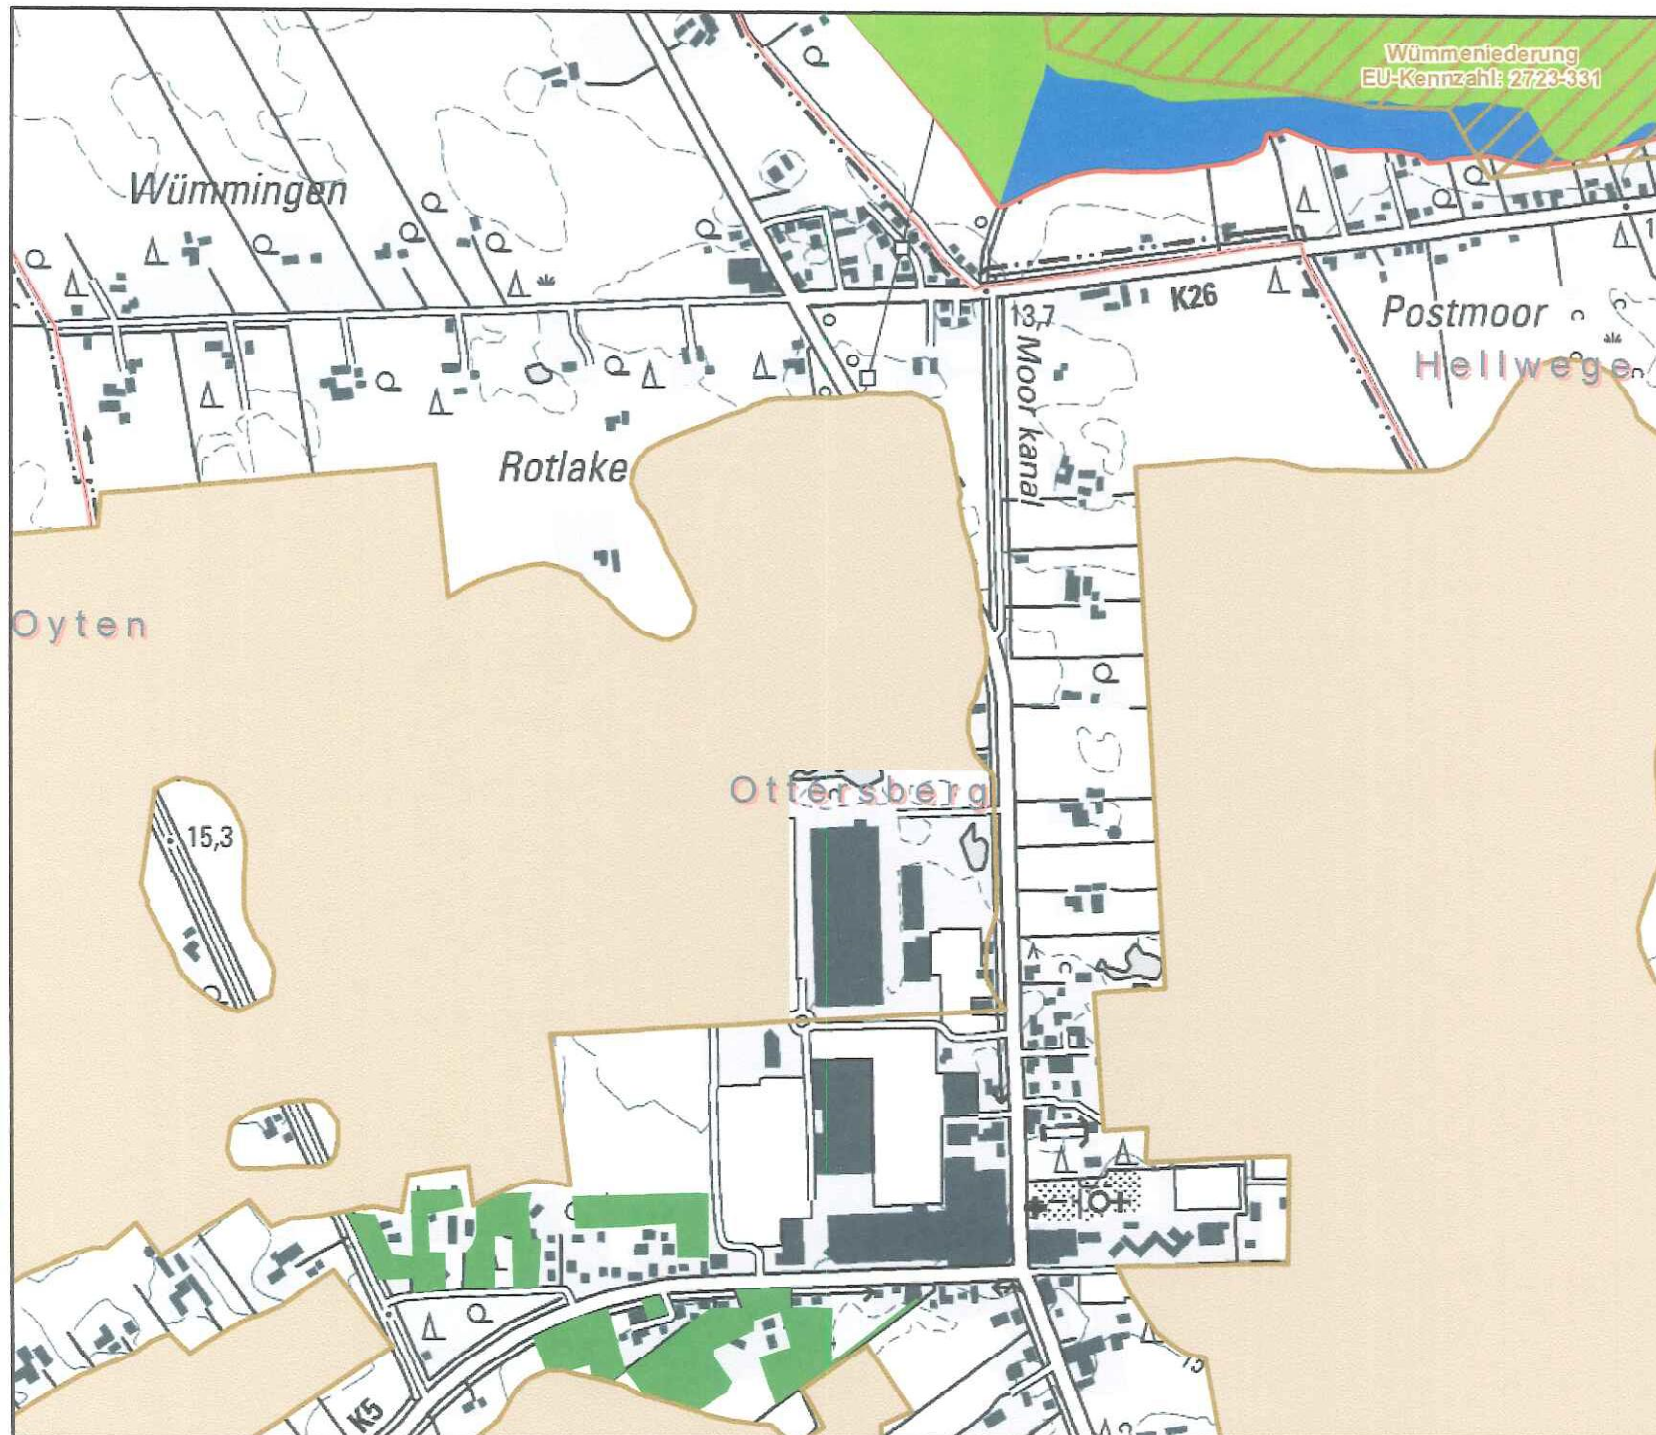 Wümmeniederung
EU-Kennzahl: 2723-331
Wümmingen
K26
13,7
Postmoor
Hellwege
Moor kanal
Rotlake
Oyten
Ottersberg
15,3
K5